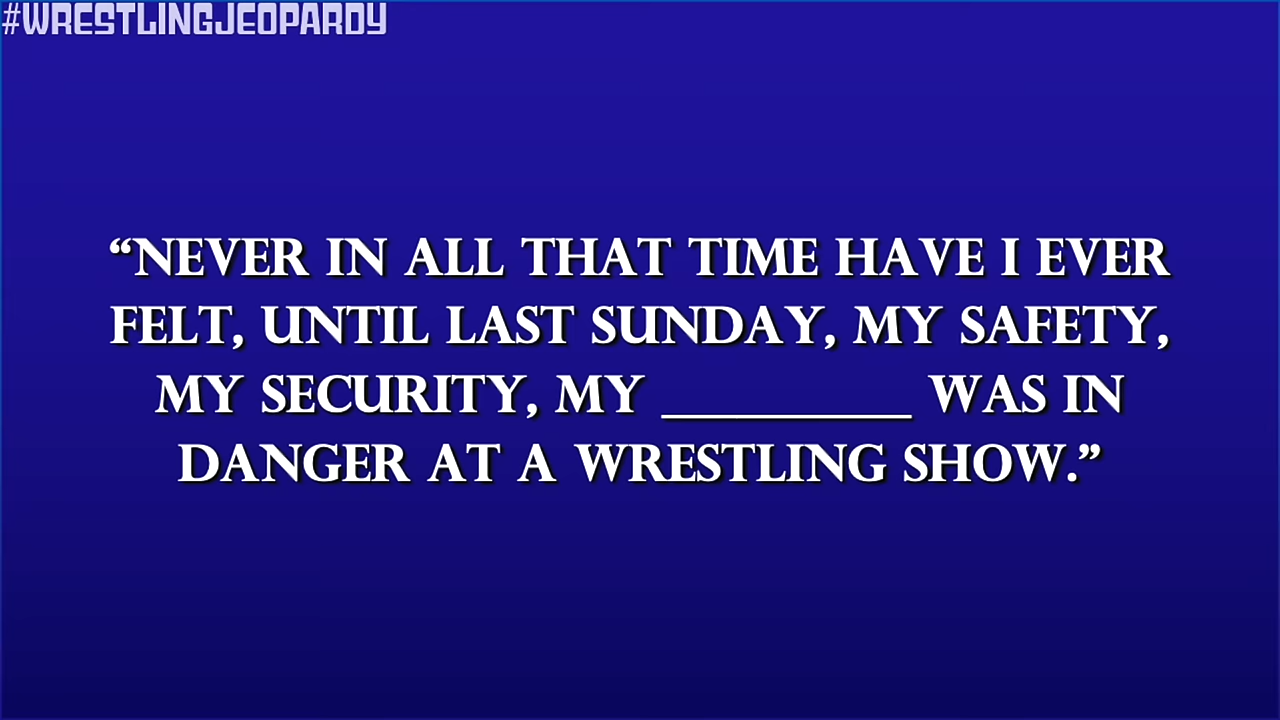 #WRESTLINGJEOPARDY
“NEVER IN ALL THAT TIME HAVE I EVER
FELT, UNTIL LAST SUNDAY, MY SAFETY,
MY SECURITY, MY _________ WAS IN
DANGER AT A WRESTLING SHOW.”